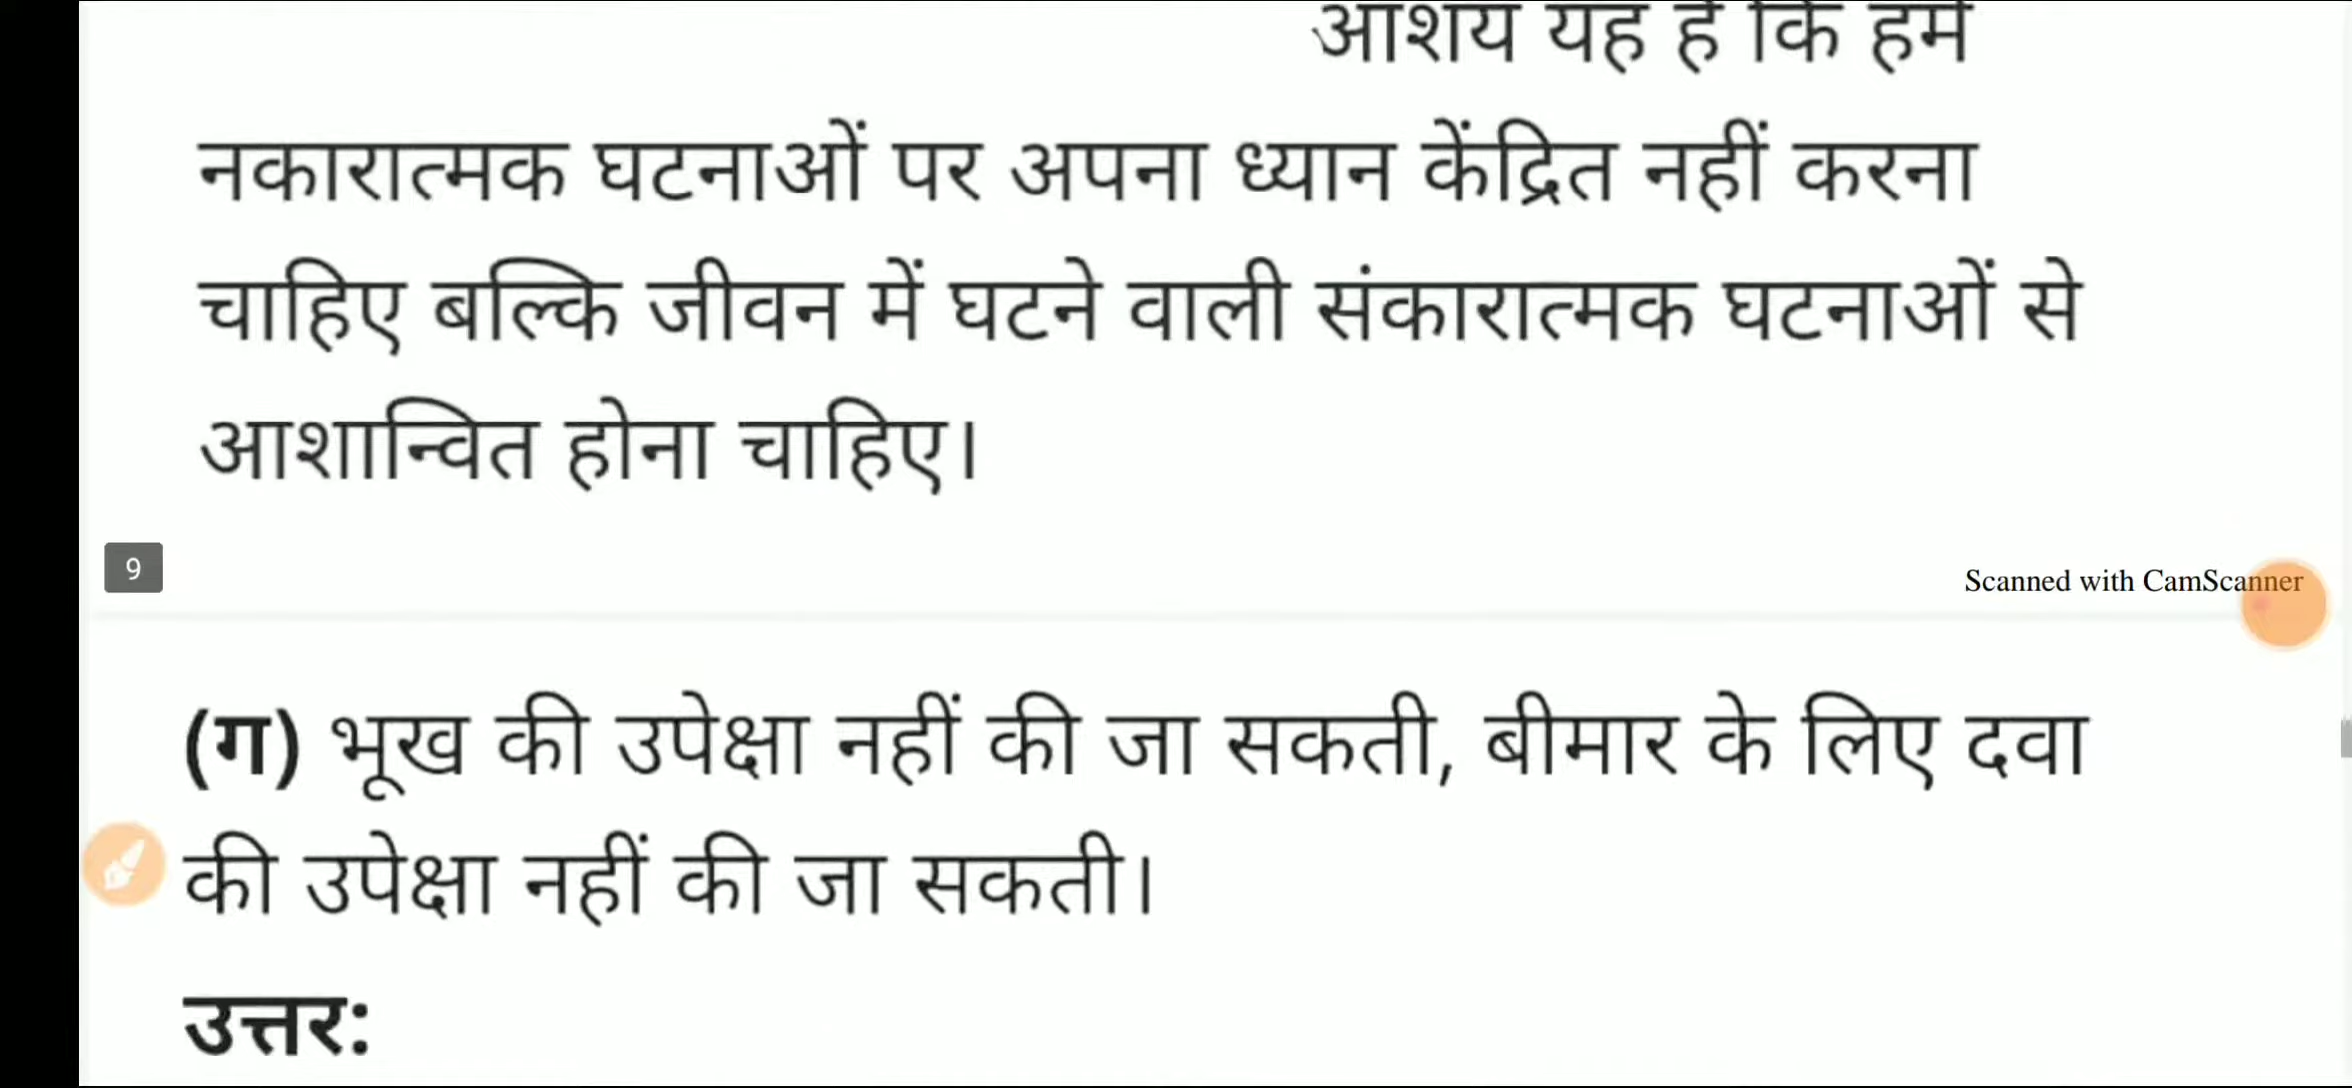 आशय यह है कि हमें
नकारात्मक घटनाओं पर अपना ध्यान केंद्रित नहीं करना
चाहिए बल्कि जीवन में घटने वाली संकारात्मक घटनाओं से
आशान्वित होना चाहिए।
9
Scanned with CamScanner
(ग) भूख की उपेक्षा नहीं की जा सकती, बीमार के लिए दवा
की उपेक्षा नहीं की जा सकती।
उत्तर: